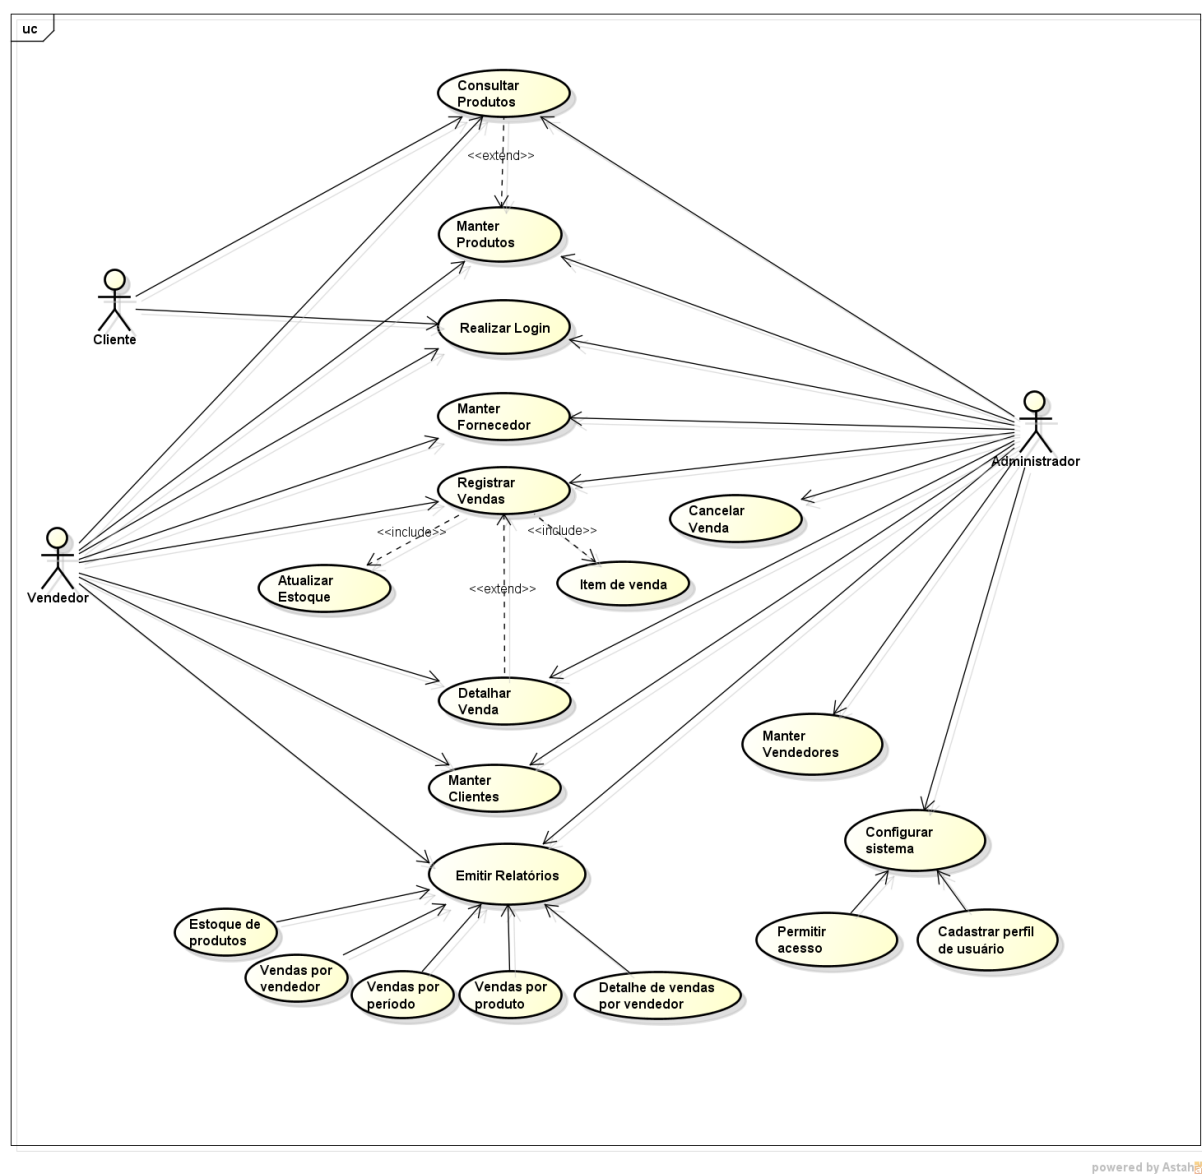 uc
Consultar
Produtos
<<extend>>
Manter
Produtos
Cliente
Realizar Login
Manter
Fornecedor
Administrador
Registrar
Vendas
Cancelar
Venda
<<include>>
<<include>>
Vendedor
Atualizar
Estoque
<<extend>>
Item de venda
Detalhar
Venda
Manter
Vendedores
Manter
Clientes
Configurar
sistema
Emitir Relatórios
Estoque de
produtos
Vendas por
vendedor
Vendas por
período
Vendas por
produto
Detalhe de vendas
por vendedor
Permitir
acesso
Cadastrar perfil
de usuário
powered by Astah